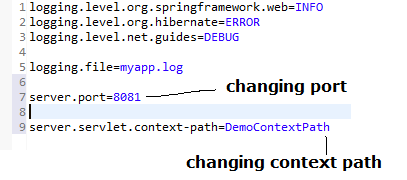 1 logging.level.org.springframework.web=INFO
2 logging.level.org.hibernate=ERROR
3 logging.level.net.guides=DEBUG
4
5 logging.file=myapp.log
6
changing port
7 server.port=8081
8
9 server.servlet.context-path=DemoContextPath
changing context path